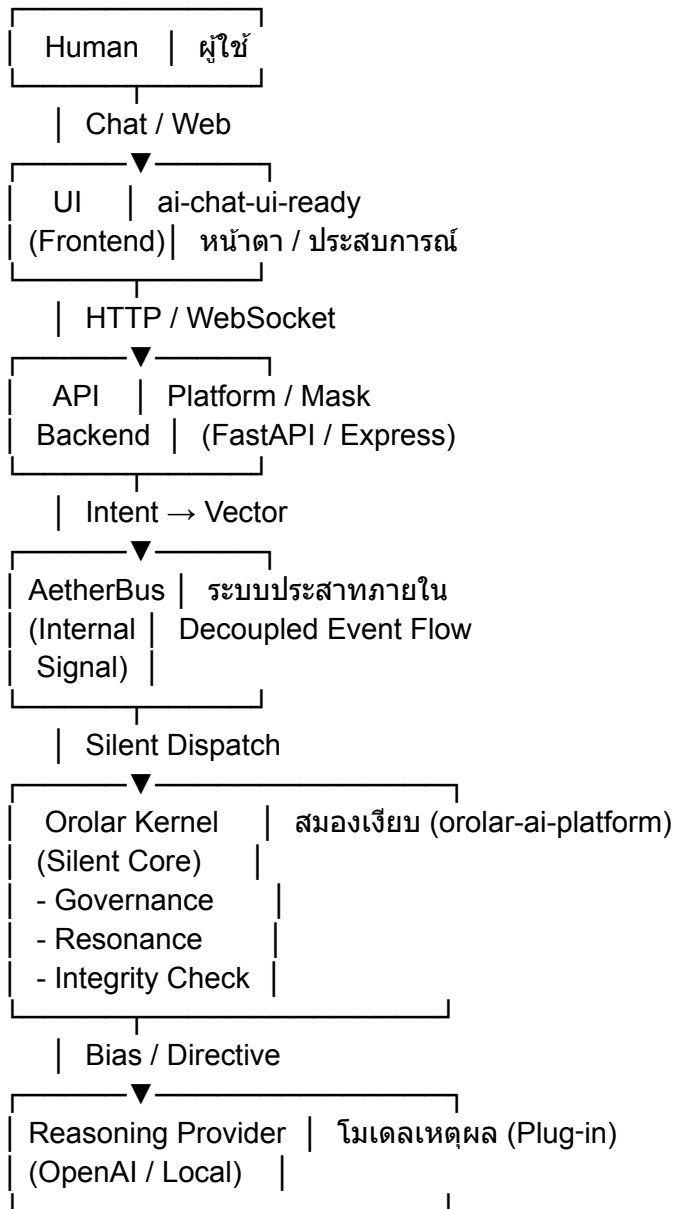 Human │ ผู้ใช้
│ Chat / Web
UI │ ai-chat-ui-ready
│ (Frontend)│ หน้าตา / ประสบการณ์
│ HTTP / WebSocket
API │ Platform / Mask
│ Backend │ (FastAPI / Express)
│ Intent → Vector
│ AetherBus │ ระบบประสาทภายใน
│ (Internal │ Decoupled Event Flow
│ Signal) │
│ Silent Dispatch
│ Orolar Kernel │ สมองเงียบ (orolar-ai-platform)
│ (Silent Core) │
│ - Governance │
│ - Resonance │
│ - Integrity Check │
│ Bias / Directive
│ Reasoning Provider │ โมเดลเหตุผล (Plug-in)
│ (OpenAI / Local) │